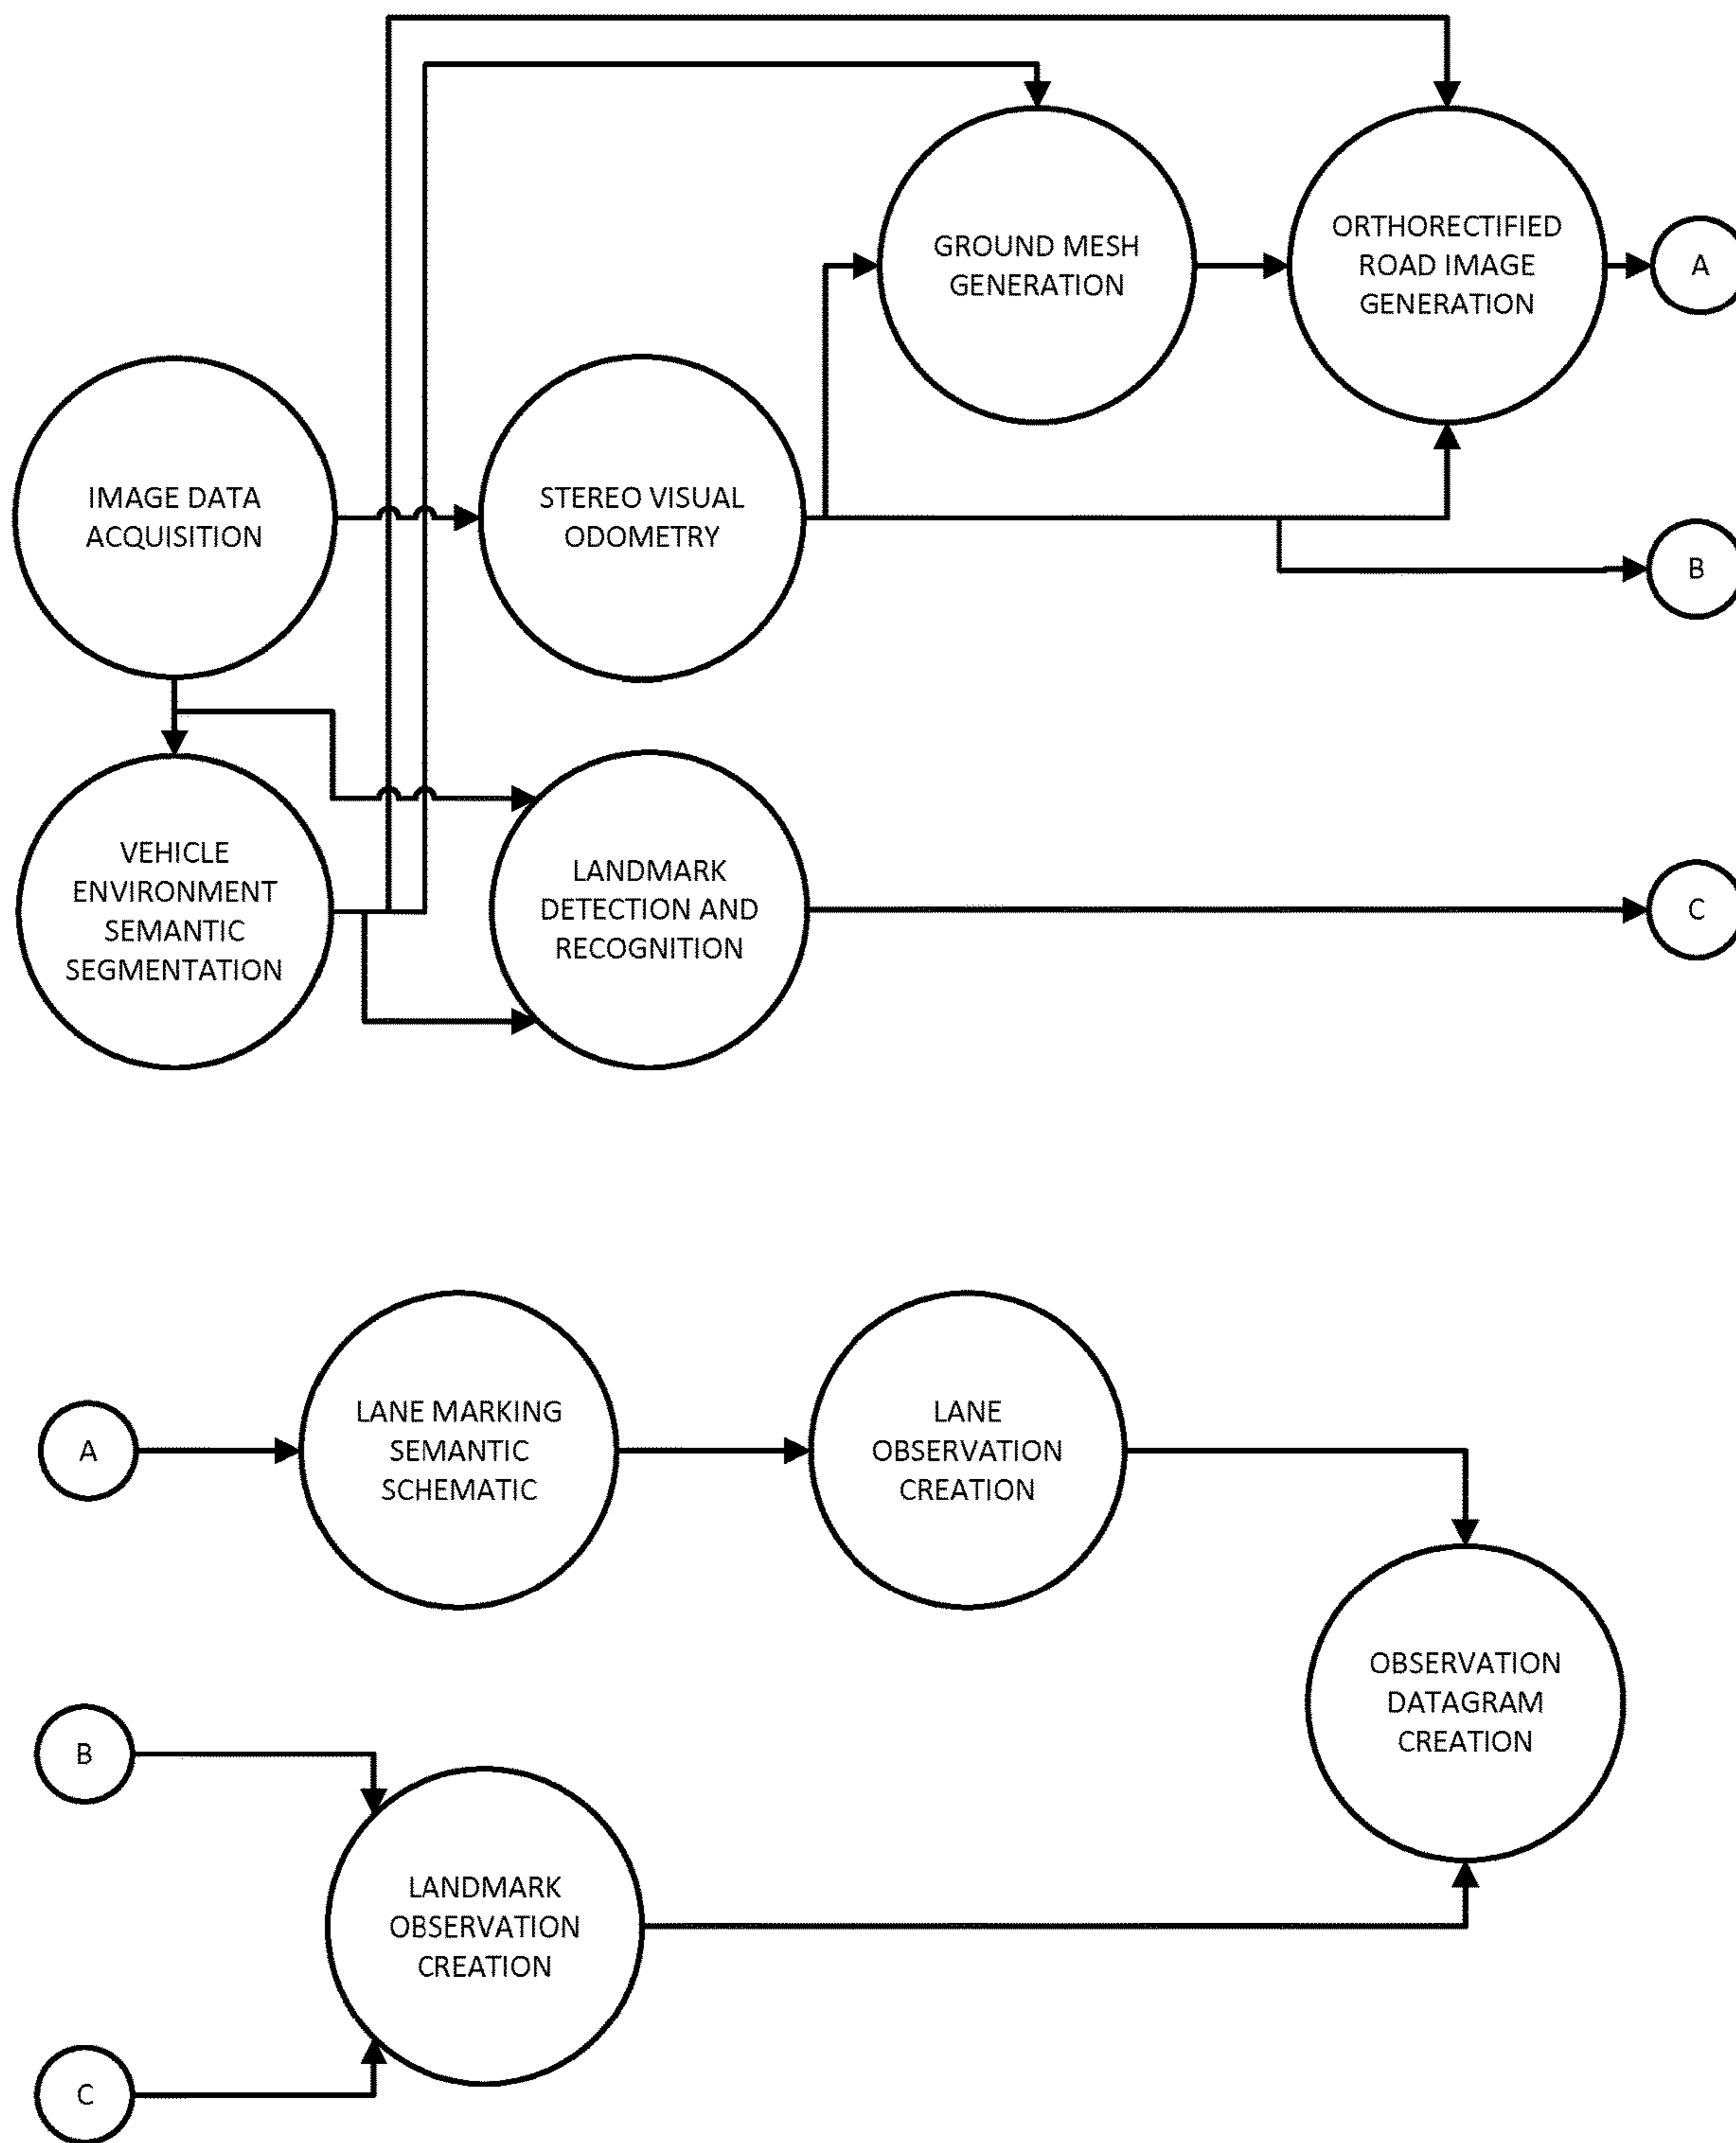 GROUND MESH
GENERATION
ORTHORECTIFIED
ROAD IMAGE
GENERATION
A
IMAGE DATA
ACQUISITION
STEREO VISUAL
ODOMETRY
B
VEHICLE
ENVIRONMENT
SEMANTIC
SEGMENTATION
LANDMARK
DETECTION AND
RECOGNITION
C
A
LANE MARKING
SEMANTIC
SCHEMATIC
LANE
OBSERVATION
CREATION
OBSERVATION
DATAGRAM
CREATION
B
LANDMARK
OBSERVATION
CREATION
C